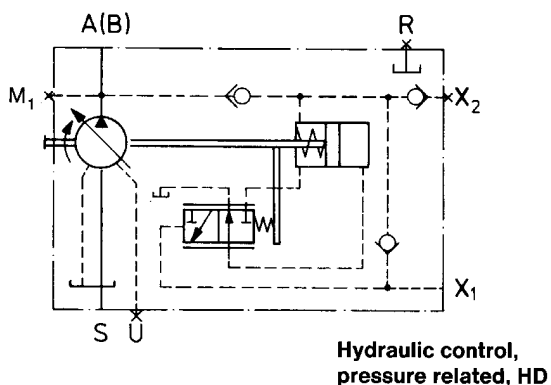 A(B)
R
M₁
X₂
X₁
S
U
Hydraulic control,
pressure related, HD